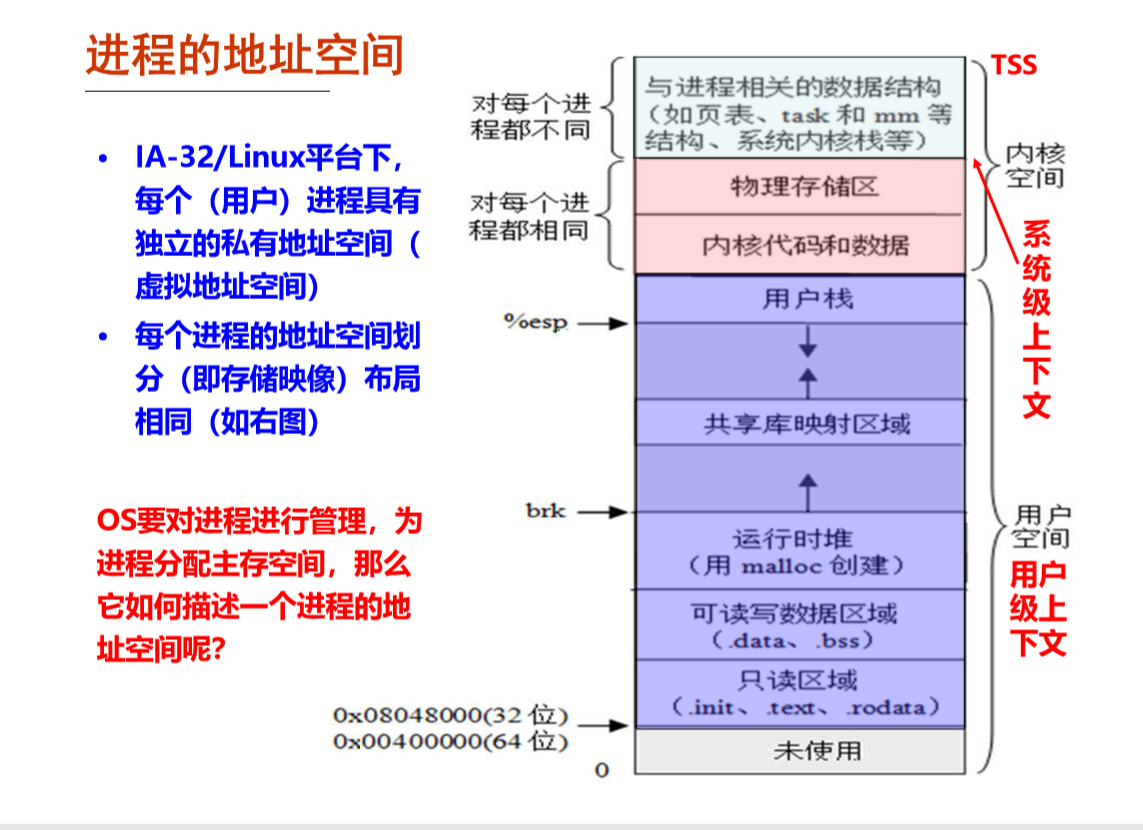 进程的地址空间
• IA-32/Linux平台下，
每个（用户）进程具有
独立的私有地址空间（
虚拟地址空间）
• 每个进程的地址空间划
分（即存储映像）布局
相同（如右图）
OS要对进程进行管理，为
进程分配主存空间，那么
它如何描述一个进程的地
址空间呢？
对每个进
程都不同
与进程相关的数据结构
（如页表、task 和 mm 等
结构、系统内核栈等）
TSS
对每个进
程都相同
物理存储区
内核代码和数据
内核
空间
系
统
级
上
下
文
用户栈
%esp
共享库映射区域
brk
运行时堆
（用 malloc 创建）
可读写数据区域
（.data、.bss）
只读区域
（.init、.text、.rodata）
用户
空间
用户
级上
下文
0x08048000(32 位)
0x00400000(64 位)
0
未使用